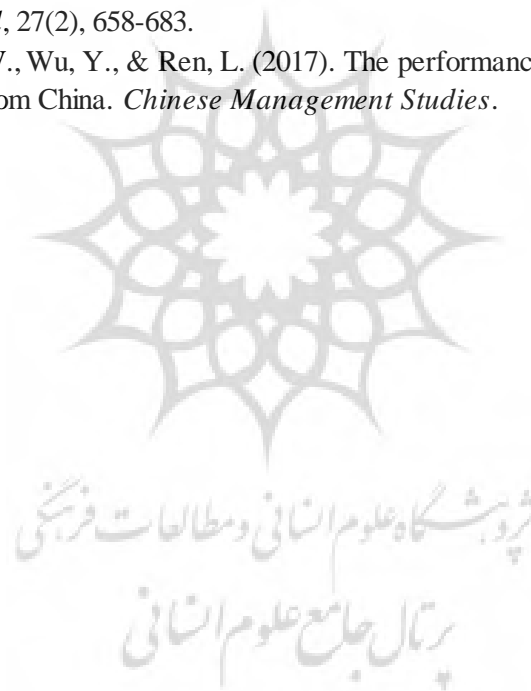 , 27(2), 658-683.
., Wu, Y., & Ren, L. (2017). The performance
om China. Chinese Management Studies.
پژوهشگاه علوم انسانی و مطالعات فرهنگی
پرتال جامع علوم انسانی